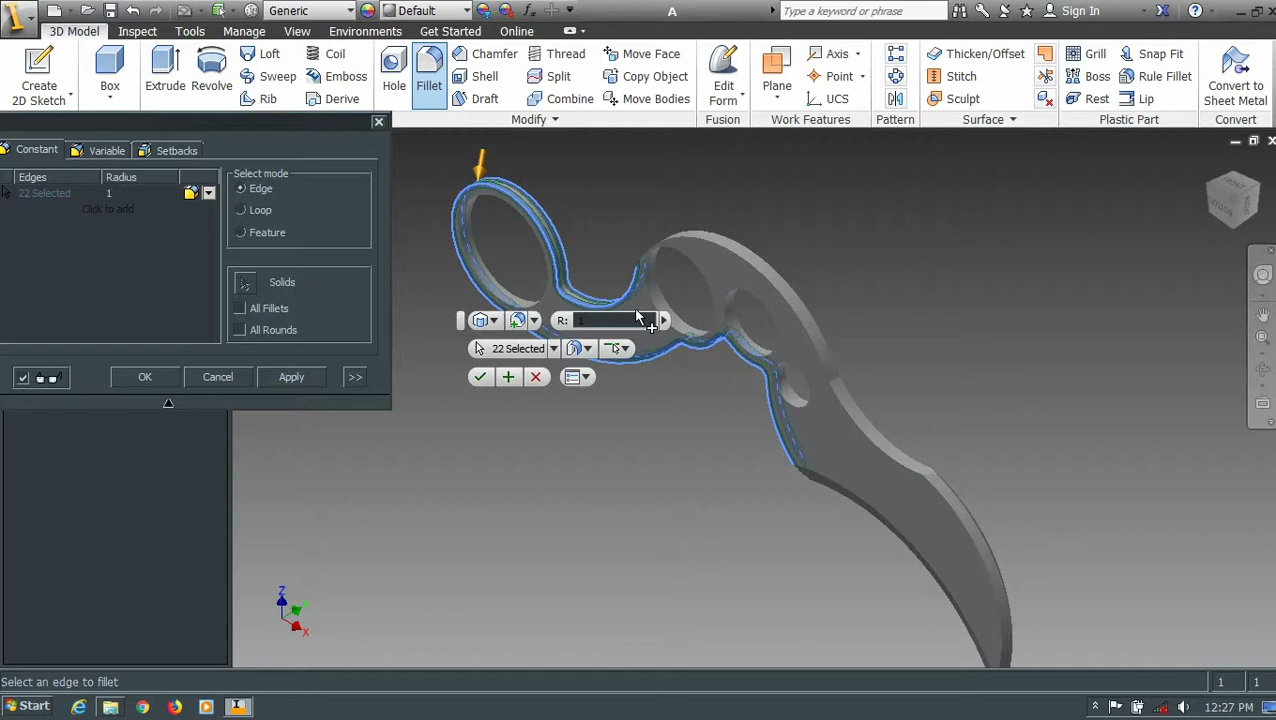 Generic Default A Type a keyword or phrase Sign In
3D Model Inspect Tools Manage View Environments Get Started Online
Loft Coil Chamfer Thread Move Face Axis Thicken/Offset Grill Snap Fit
Sweep Emboss Shell Split Copy Object Point Stitch Boss Rule Fillet
Create 2D Sketch Box Extrude Revolve Rib Derive Hole Fillet Draft Combine Move Bodies Edit Form Plane UCS Sculpt Rest Lip Convert to Sheet Metal
Modify Fusion Work Features Pattern Surface Plastic Part Convert
Constant Variable Setbacks
Edges Radius Select mode
22 Selected 1 Edge
Click to add
Loop
Feature
Solids
All Fillets
All Rounds
OK Cancel Apply >>
R: 1
22 Selected
FRONT
Z
X
Select an edge to fillet 1 1
Start 12:27 PM